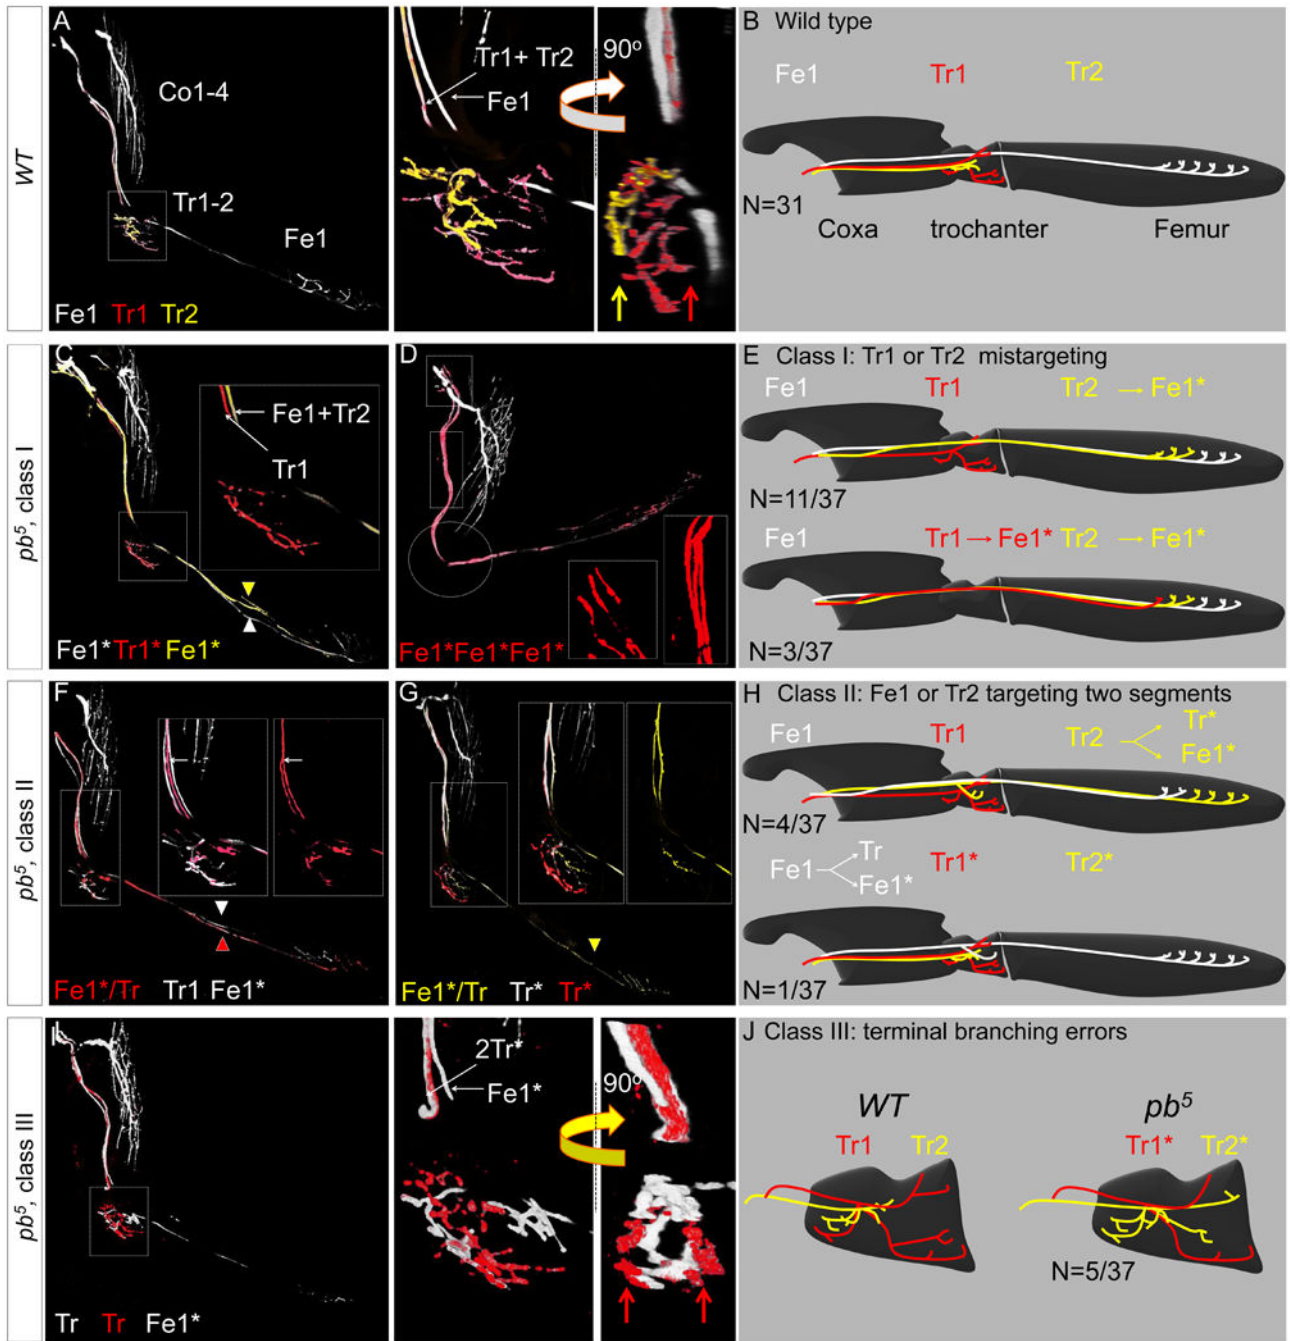 WT
A
Co1-4
Tr1-2
Fe1
Fe1 Tr1 Tr2
Tr1+ Tr2
Fe1
90º
B Wild type
Fe1 Tr1 Tr2
N=31
Coxa trochanter Femur
pb⁵, class I
C
Fe1+Tr2
Tr1
Fe1*Tr1*Fe1*
D
Fe1*Fe1*Fe1*
E Class I: Tr1 or Tr2 mistargeting
Fe1 Tr1 Tr2 → Fe1*
N=11/37
Fe1 Tr1→Fe1* Tr2 → Fe1*
N=3/37
pb⁵, class II
F
Fe1*/Tr Tr1 Fe1*
G
Fe1*/Tr Tr* Tr*
H Class II: Fe1 or Tr2 targeting two segments
Fe1 Tr1 Tr2 Tr*
Fe1*
N=4/37
Fe1 Tr Tr1* Tr2*
Fe1*
N=1/37
pb⁵, class III
I
Tr Tr Fe1*
2Tr*
Fe1*
90º
J Class III: terminal branching errors
WT pb⁵
Tr1 Tr2 Tr1* Tr2*
N=5/37